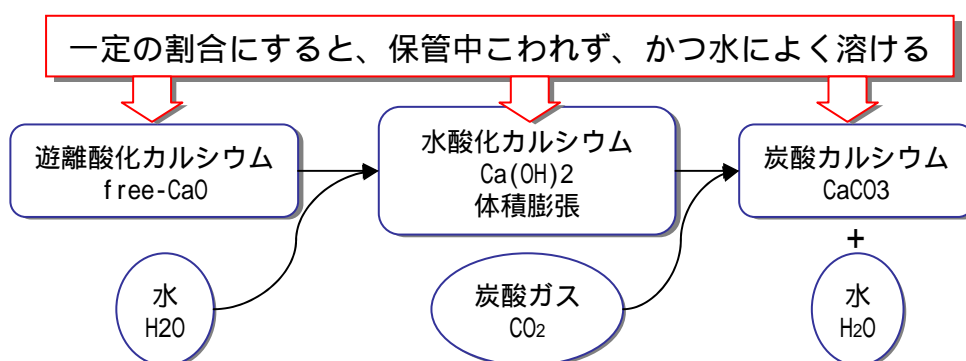 一定の割合にすると、保管中こわれず、かつ水によく溶ける
遊離酸化カルシウム
free-CaO
水酸化カルシウム
Ca(OH)2
体積膨張
炭酸カルシウム
CaCO3
+
水
H2O
炭酸ガス
CO₂
水
H₂O